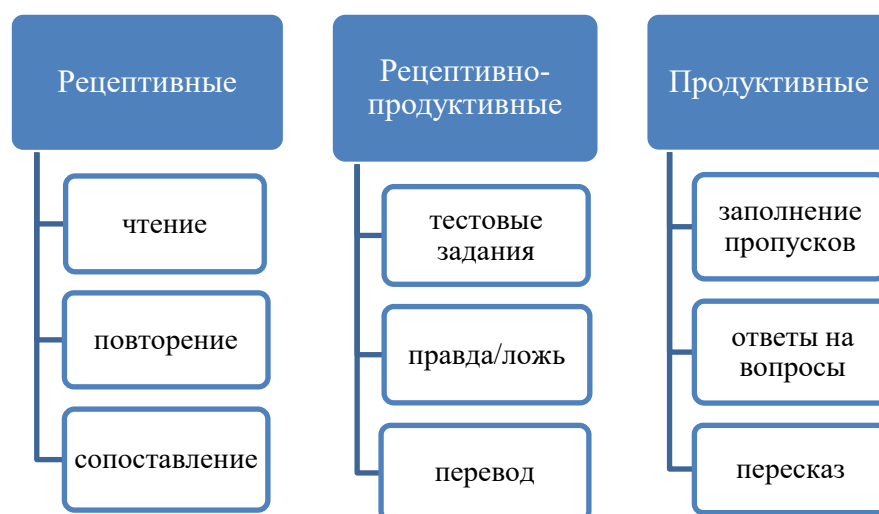 Рецептивные
чтение
повторение
сопоставление
Рецептивно-
продуктивные
тестовые
задания
правда/ложь
перевод
Продуктивные
заполнение
пропусков
ответы на
вопросы
пересказ